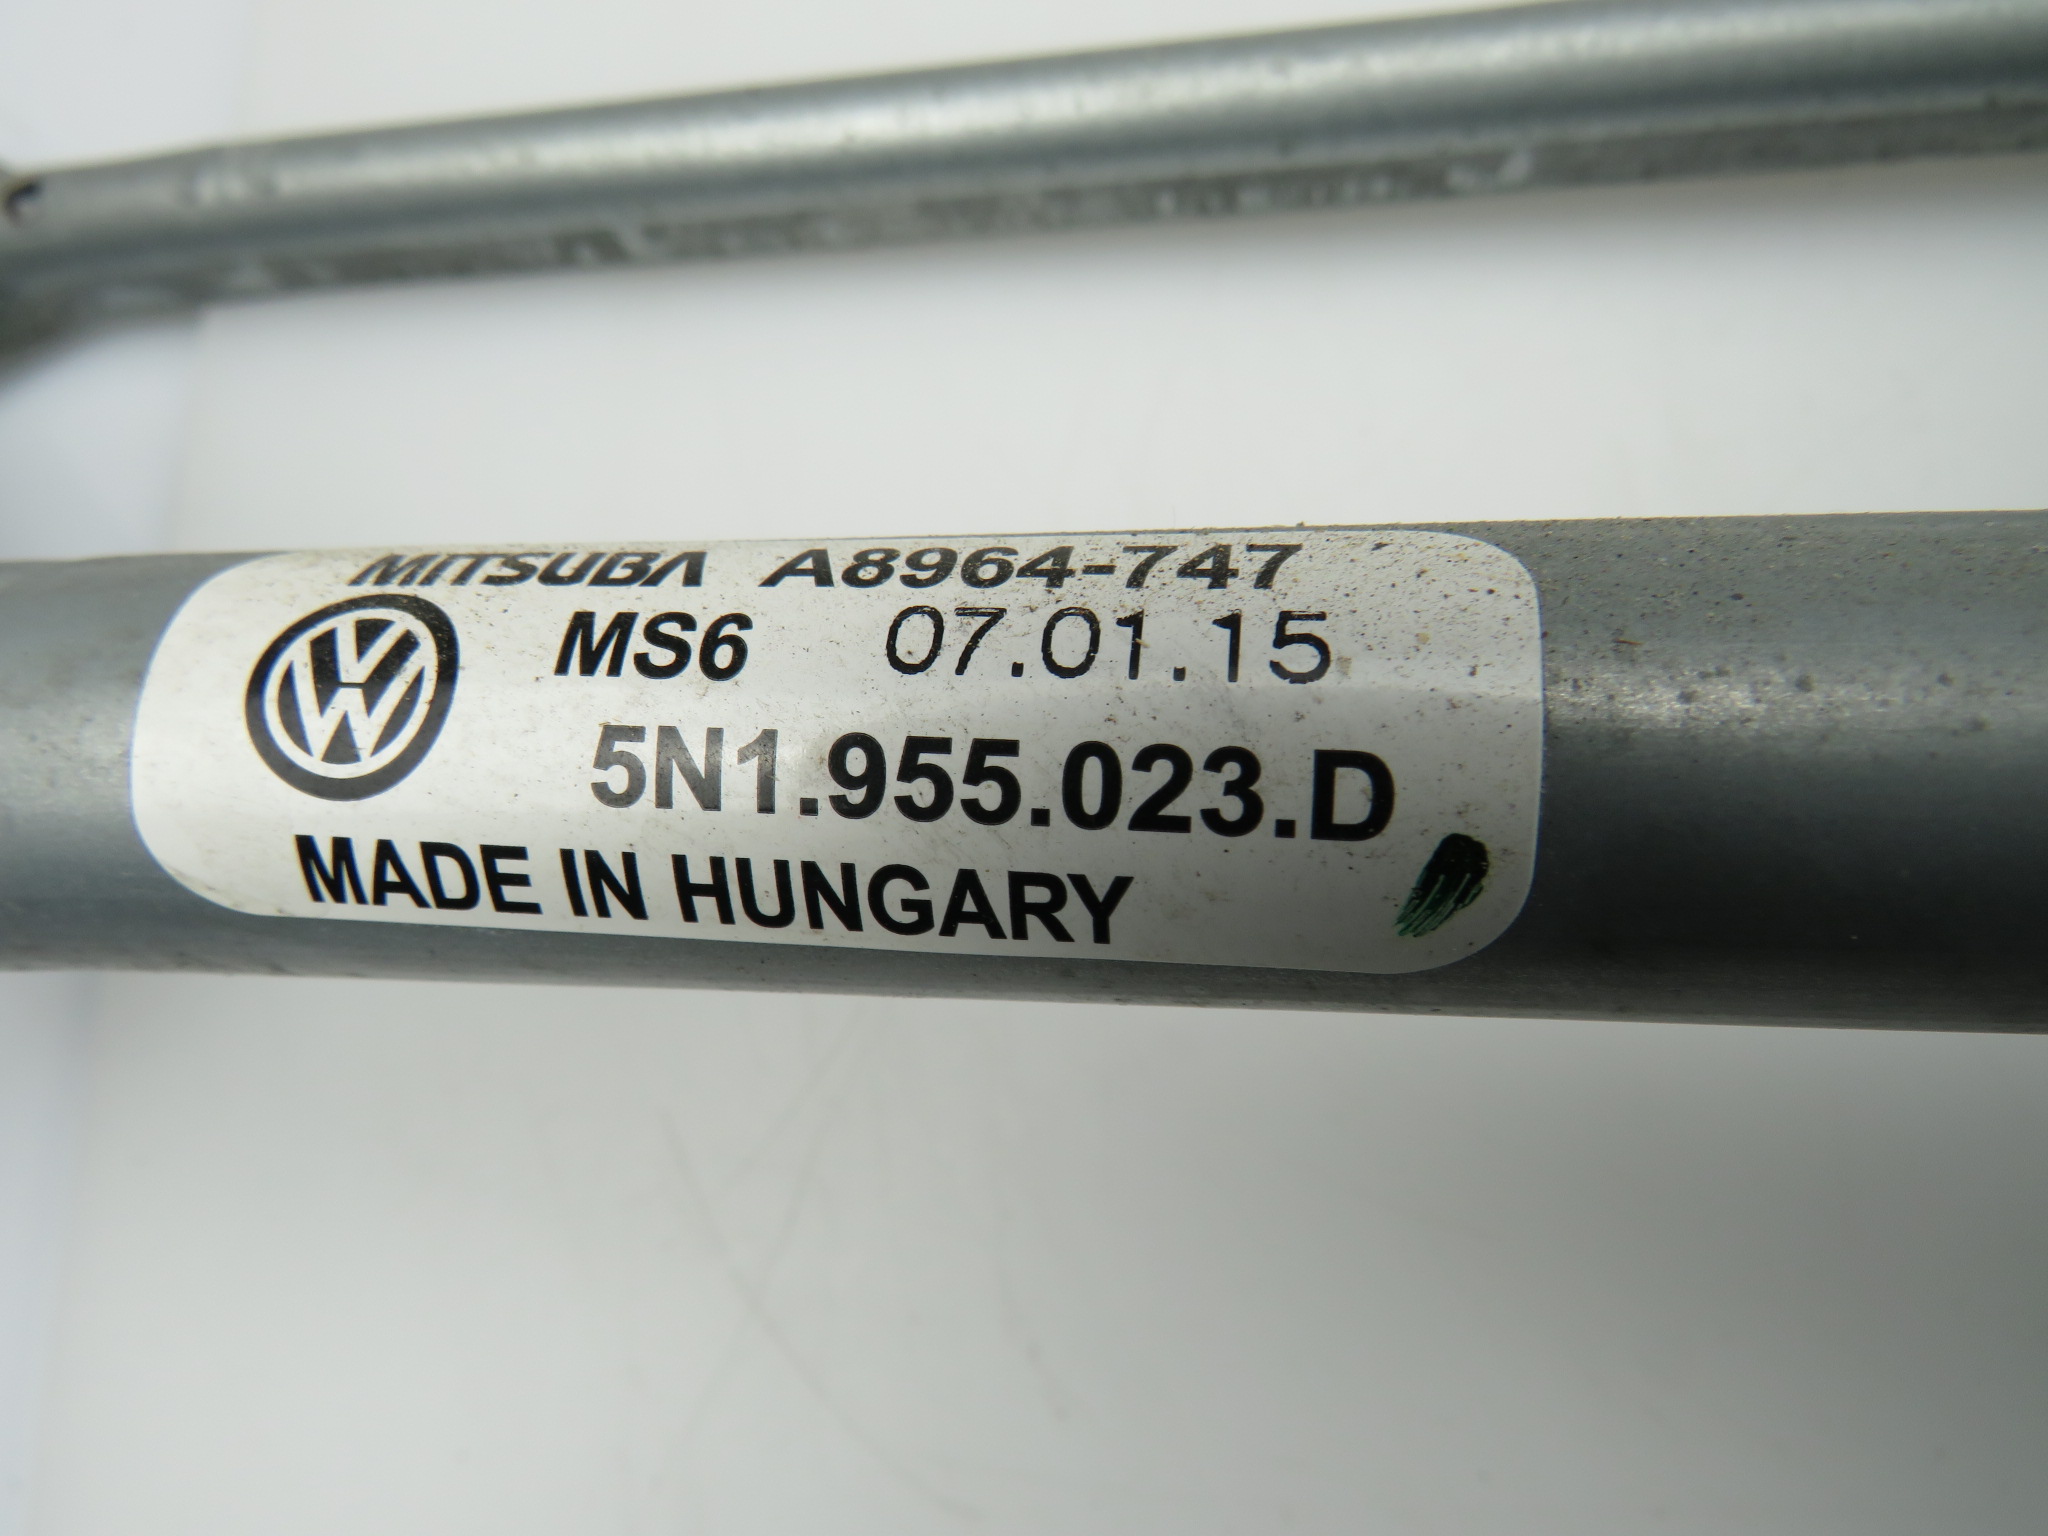 MITSUBA A8964-747
MS6 07.01.15
5N1.955.023.D
MADE IN HUNGARY